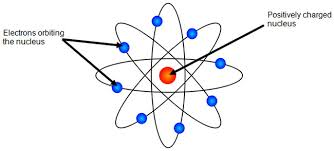 Electrons orbiting
the nucleus
Positively charged
nucleus